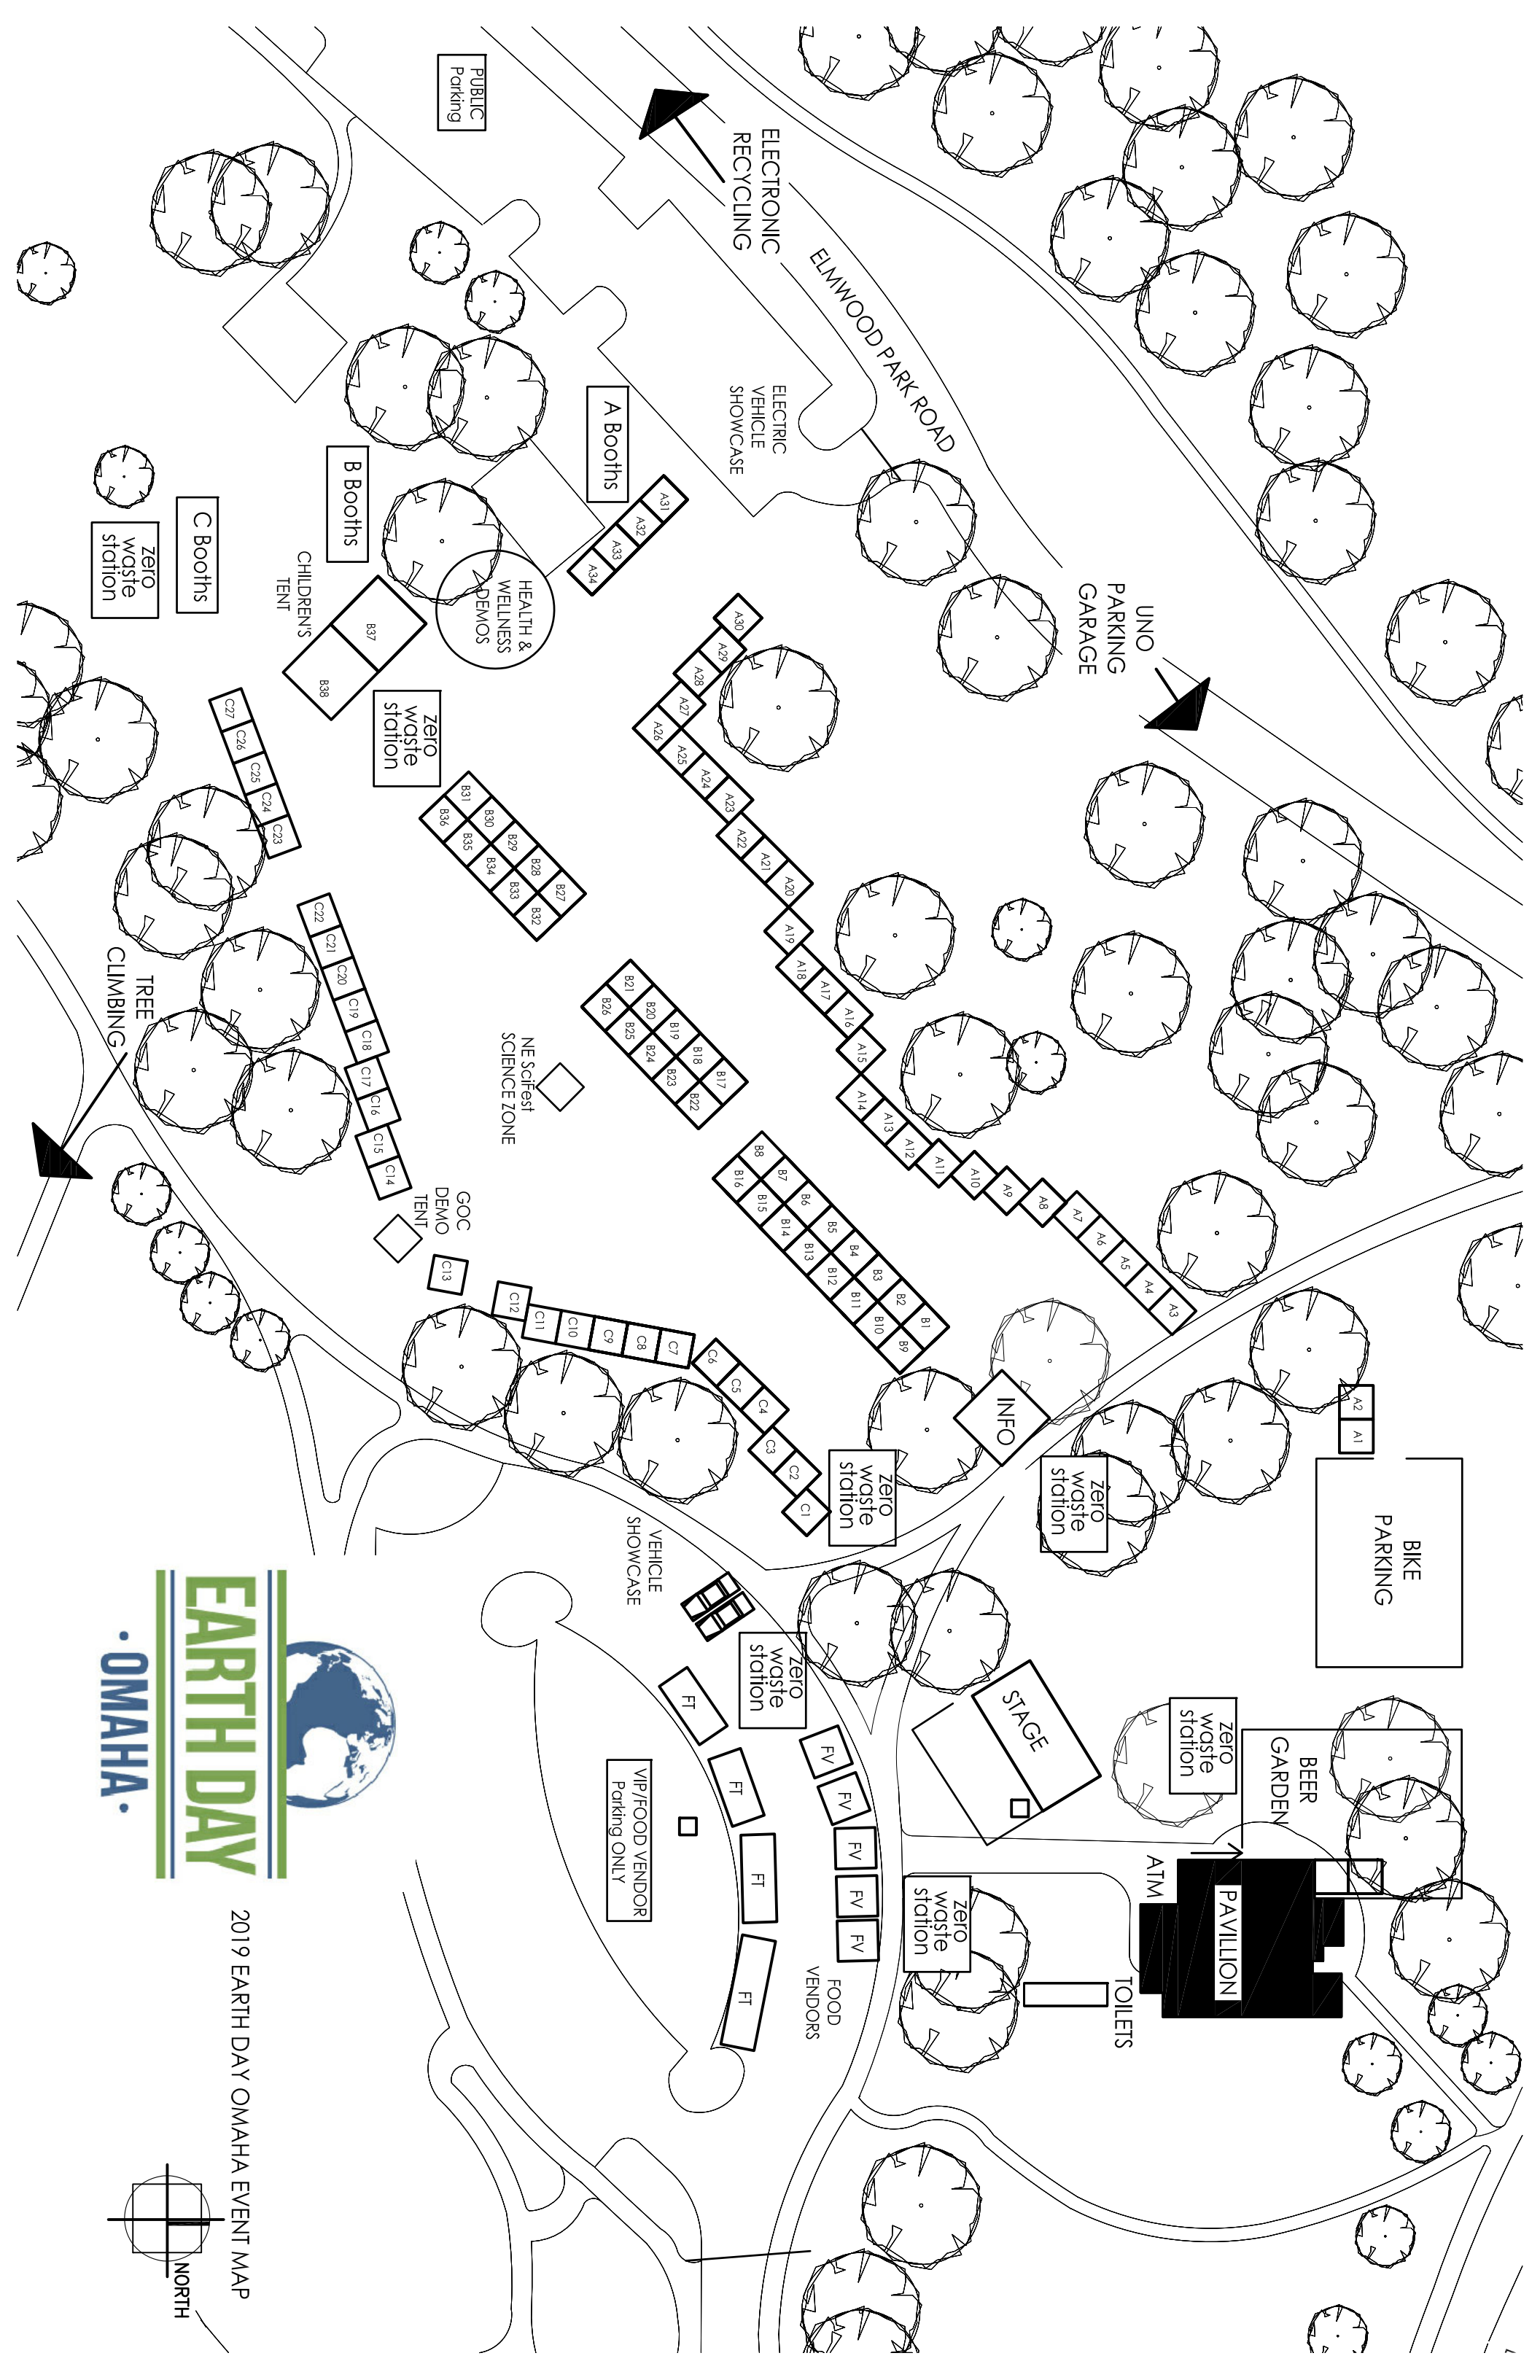 UNO
PARKING
GARAGE
ELECTRONIC
RECYCLING
ELMWOOD PARK ROAD
PUBLIC
Parking
ELECTRIC
VEHICLE
SHOWCASE
BIKE
PARKING
A2
A1
BEER
GARDEN
zero
waste
station
PAVILLION
ATM
TOILETS
STAGE
zero
waste
station
zero
waste
station
INFO
zero
waste
station
A Booths
A31
A32
A33
A34
A30
A29
A28
A27
A26
A25
A24
A23
A22
A21
A20
A19
A18
A17
A16
A15
A14
A13
A12
A11
A10
A9
A8
A7
A6
A5
A4
A3
HEALTH &
WELLNESS
DEMOS
B Booths
CHILDREN'S
TENT
B37
B38
zero
waste
station
B31
B30
B29
B28
B27
B36
B35
B34
B33
B32
B21
B20
B19
B18
B17
B26
B25
B24
B23
B22
B8
B7
B6
B5
B4
B3
B2
B1
B16
B15
B14
B13
B12
B11
B10
B9
NE SciFest
SCIENCE ZONE
GOC
DEMO
TENT
C Booths
zero
waste
station
C27
C26
C25
C24
C23
C22
C21
C20
C19
C18
C17
C16
C15
C14
C13
C12
C11
C10
C9
C8
C7
C6
C5
C4
C3
C2
C1
TREE
CLIMBING
VEHICLE
SHOWCASE
zero
waste
station
FV
FV
FV
FV
FV
FOOD
VENDORS
FT
FT
FT
FT
VIP/FOOD VENDOR
Parking ONLY
EARTH DAY
• OMAHA •
2019 EARTH DAY OMAHA EVENT MAP
NORTH